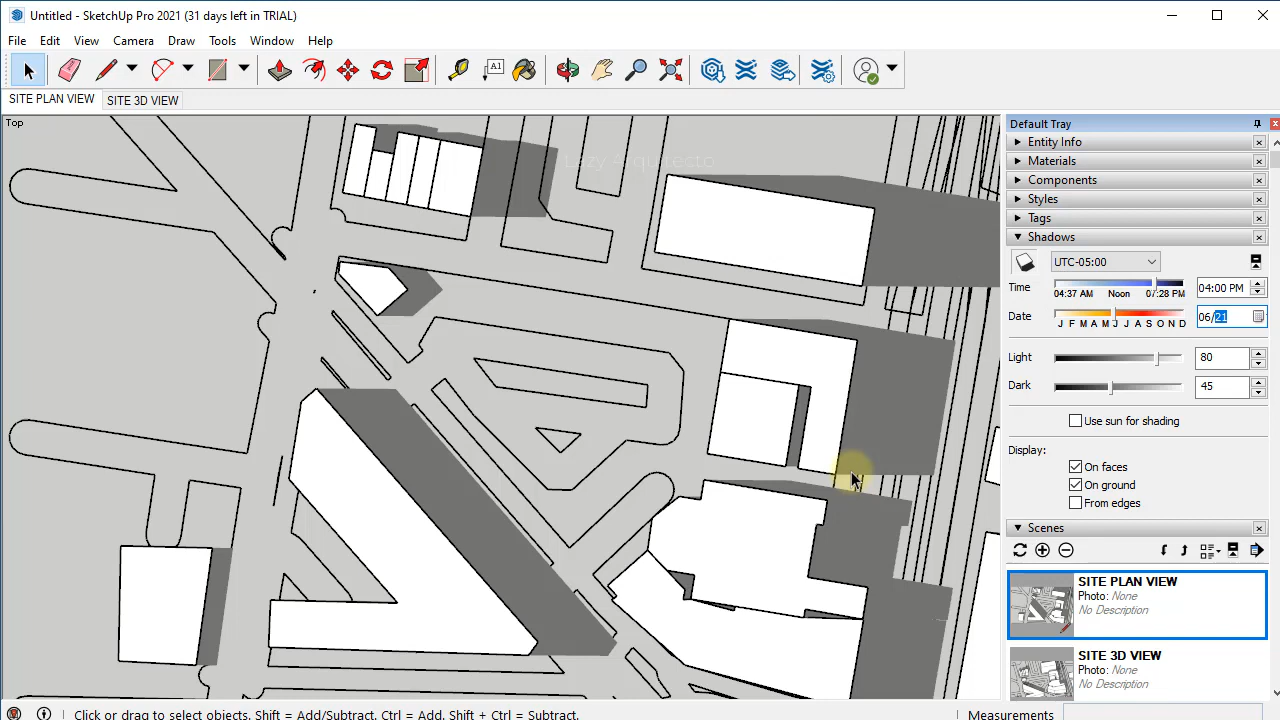 Untitled - SketchUp Pro 2021 (31 days left in TRIAL)
File Edit View Camera Draw Tools Window Help
A1
SITE PLAN VIEW SITE 3D VIEW
Top
Lazy Arquitecto
Default Tray
Entity Info
Materials
Components
Styles
Tags
Shadows
UTC-05:00
Time 04:37 AM Noon 07:28 PM 04:00 PM
Date J F M A M J J A S O N D 06/21
Light 80
Dark 45
Use sun for shading
Display:
On faces
On ground
From edges
Scenes
SITE PLAN VIEW
Photo: None
No Description
SITE 3D VIEW
Photo: None
No Description
Click or drag to select objects. Shift = Add/Subtract. Ctrl = Add. Shift + Ctrl = Subtract.
Measurements